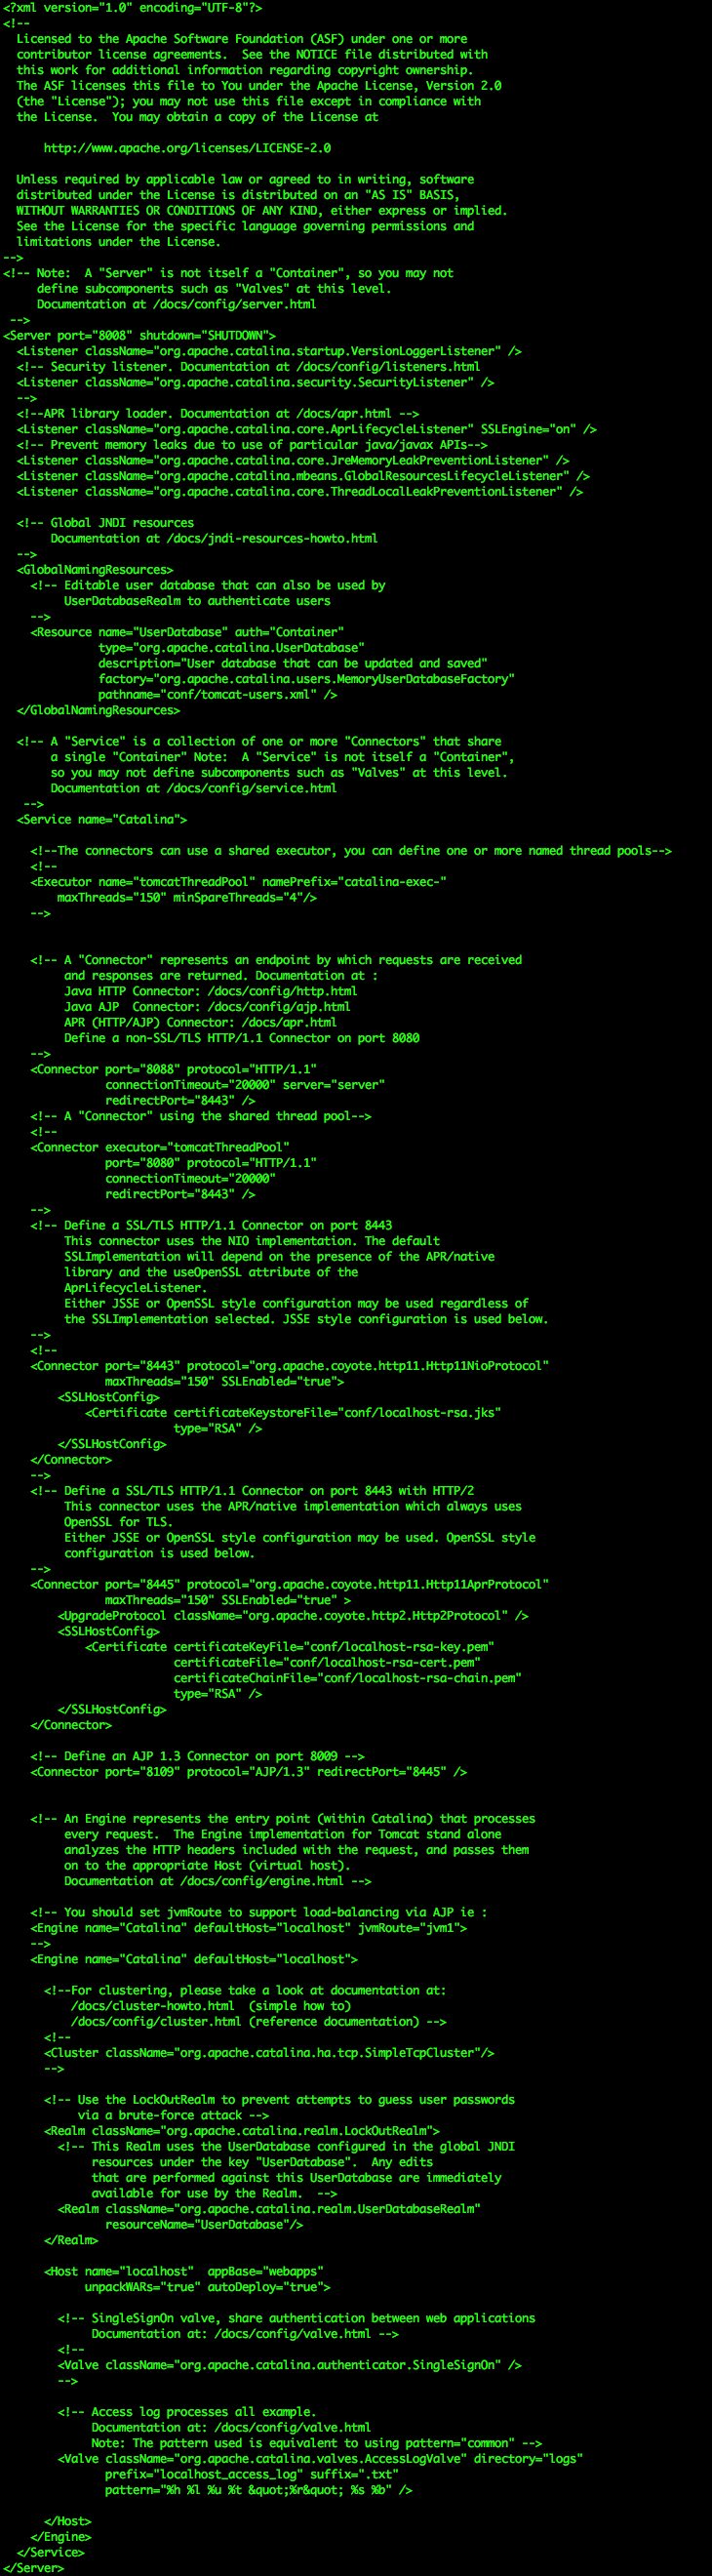 <?xml version="1.0" encoding="UTF-8"?>
<!--
  Licensed to the Apache Software Foundation (ASF) under one or more
  contributor license agreements.  See the NOTICE file distributed with
  this work for additional information regarding copyright ownership.
  The ASF licenses this file to You under the Apache License, Version 2.0
  (the "License"); you may not use this file except in compliance with
  the License.  You may obtain a copy of the License at

      http://www.apache.org/licenses/LICENSE-2.0

  Unless required by applicable law or agreed to in writing, software
  distributed under the License is distributed on an "AS IS" BASIS,
  WITHOUT WARRANTIES OR CONDITIONS OF ANY KIND, either express or implied.
  See the License for the specific language governing permissions and
  limitations under the License.
-->
<!-- Note:  A "Server" is not itself a "Container", so you may not
     define subcomponents such as "Valves" at this level.
     Documentation at /docs/config/server.html
 -->
<Server port="8008" shutdown="SHUTDOWN">
  <Listener className="org.apache.catalina.startup.VersionLoggerListener" />
  <!-- Security listener. Documentation at /docs/config/listeners.html
  <Listener className="org.apache.catalina.security.SecurityListener" />
  -->
  <!--APR library loader. Documentation at /docs/apr.html -->
  <Listener className="org.apache.catalina.core.AprLifecycleListener" SSLEngine="on" />
  <!-- Prevent memory leaks due to use of particular java/javax APIs-->
  <Listener className="org.apache.catalina.core.JreMemoryLeakPreventionListener" />
  <Listener className="org.apache.catalina.mbeans.GlobalResourcesLifecycleListener" />
  <Listener className="org.apache.catalina.core.ThreadLocalLeakPreventionListener" />

  <!-- Global JNDI resources
       Documentation at /docs/jndi-resources-howto.html
  -->
  <GlobalNamingResources>
    <!-- Editable user database that can also be used by
         UserDatabaseRealm to authenticate users
    -->
    <Resource name="UserDatabase" auth="Container"
              type="org.apache.catalina.UserDatabase"
              description="User database that can be updated and saved"
              factory="org.apache.catalina.users.MemoryUserDatabaseFactory"
              pathname="conf/tomcat-users.xml" />
  </GlobalNamingResources>

  <!-- A "Service" is a collection of one or more "Connectors" that share
       a single "Container" Note:  A "Service" is not itself a "Container",
       so you may not define subcomponents such as "Valves" at this level.
       Documentation at /docs/config/service.html
   -->
  <Service name="Catalina">

    <!--The connectors can use a shared executor, you can define one or more named thread pools-->
    <!--
    <Executor name="tomcatThreadPool" namePrefix="catalina-exec-"
        maxThreads="150" minSpareThreads="4"/>
    -->


    <!-- A "Connector" represents an endpoint by which requests are received
         and responses are returned. Documentation at :
         Java HTTP Connector: /docs/config/http.html
         Java AJP  Connector: /docs/config/ajp.html
         APR (HTTP/AJP) Connector: /docs/apr.html
         Define a non-SSL/TLS HTTP/1.1 Connector on port 8080
    -->
    <Connector port="8088" protocol="HTTP/1.1"
               connectionTimeout="20000" server="server"
               redirectPort="8443" />
    <!-- A "Connector" using the shared thread pool-->
    <!--
    <Connector executor="tomcatThreadPool"
               port="8080" protocol="HTTP/1.1"
               connectionTimeout="20000"
               redirectPort="8443" />
    -->
    <!-- Define a SSL/TLS HTTP/1.1 Connector on port 8443
         This connector uses the NIO implementation. The default
         SSLImplementation will depend on the presence of the APR/native
         library and the useOpenSSL attribute of the
         AprLifecycleListener.
         Either JSSE or OpenSSL style configuration may be used regardless of
         the SSLImplementation selected. JSSE style configuration is used below.
    -->
    <!--
    <Connector port="8443" protocol="org.apache.coyote.http11.Http11NioProtocol"
               maxThreads="150" SSLEnabled="true">
        <SSLHostConfig>
            <Certificate certificateKeystoreFile="conf/localhost-rsa.jks"
                         type="RSA" />
        </SSLHostConfig>
    </Connector>
    -->
    <!-- Define a SSL/TLS HTTP/1.1 Connector on port 8443 with HTTP/2
         This connector uses the APR/native implementation which always uses
         OpenSSL for TLS.
         Either JSSE or OpenSSL style configuration may be used. OpenSSL style
         configuration is used below.
    -->
    <Connector port="8445" protocol="org.apache.coyote.http11.Http11AprProtocol"
               maxThreads="150" SSLEnabled="true" >
        <UpgradeProtocol className="org.apache.coyote.http2.Http2Protocol" />
        <SSLHostConfig>
            <Certificate certificateKeyFile="conf/localhost-rsa-key.pem"
                         certificateFile="conf/localhost-rsa-cert.pem"
                         certificateChainFile="conf/localhost-rsa-chain.pem"
                         type="RSA" />
        </SSLHostConfig>
    </Connector>

    <!-- Define an AJP 1.3 Connector on port 8009 -->
    <Connector port="8109" protocol="AJP/1.3" redirectPort="8445" />


    <!-- An Engine represents the entry point (within Catalina) that processes
         every request.  The Engine implementation for Tomcat stand alone
         analyzes the HTTP headers included with the request, and passes them
         on to the appropriate Host (virtual host).
         Documentation at /docs/config/engine.html -->

    <!-- You should set jvmRoute to support load-balancing via AJP ie :
    <Engine name="Catalina" defaultHost="localhost" jvmRoute="jvm1">
    -->
    <Engine name="Catalina" defaultHost="localhost">

      <!--For clustering, please take a look at documentation at:
          /docs/cluster-howto.html  (simple how to)
          /docs/config/cluster.html (reference documentation) -->
      <!--
      <Cluster className="org.apache.catalina.ha.tcp.SimpleTcpCluster"/>
      -->

      <!-- Use the LockOutRealm to prevent attempts to guess user passwords
           via a brute-force attack -->
      <Realm className="org.apache.catalina.realm.LockOutRealm">
        <!-- This Realm uses the UserDatabase configured in the global JNDI
             resources under the key "UserDatabase".  Any edits
             that are performed against this UserDatabase are immediately
             available for use by the Realm.  -->
        <Realm className="org.apache.catalina.realm.UserDatabaseRealm"
               resourceName="UserDatabase"/>
      </Realm>

      <Host name="localhost"  appBase="webapps"
            unpackWARs="true" autoDeploy="true">

        <!-- SingleSignOn valve, share authentication between web applications
             Documentation at: /docs/config/valve.html -->
        <!--
        <Valve className="org.apache.catalina.authenticator.SingleSignOn" />
        -->

        <!-- Access log processes all example.
             Documentation at: /docs/config/valve.html
             Note: The pattern used is equivalent to using pattern="common" -->
        <Valve className="org.apache.catalina.valves.AccessLogValve" directory="logs"
               prefix="localhost_access_log" suffix=".txt"
               pattern="%h %l %u %t &quot;%r&quot; %s %b" />

      </Host>
    </Engine>
  </Service>
</Server>